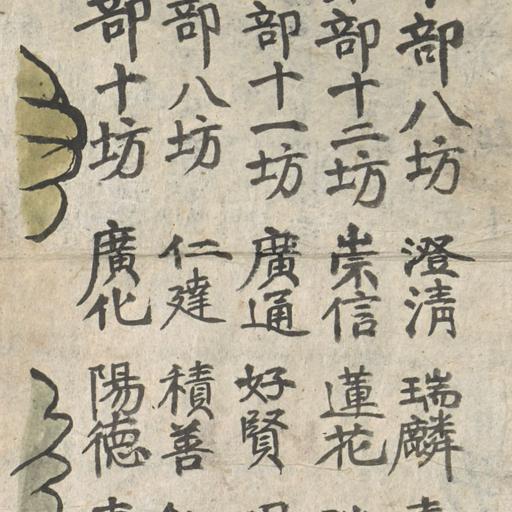 部八坊 澄清 瑞麟
部十二坊 崇信 蓮花
部十一坊 廣通 好賢
部八坊 仁達 積善
部十坊 廣化 陽德